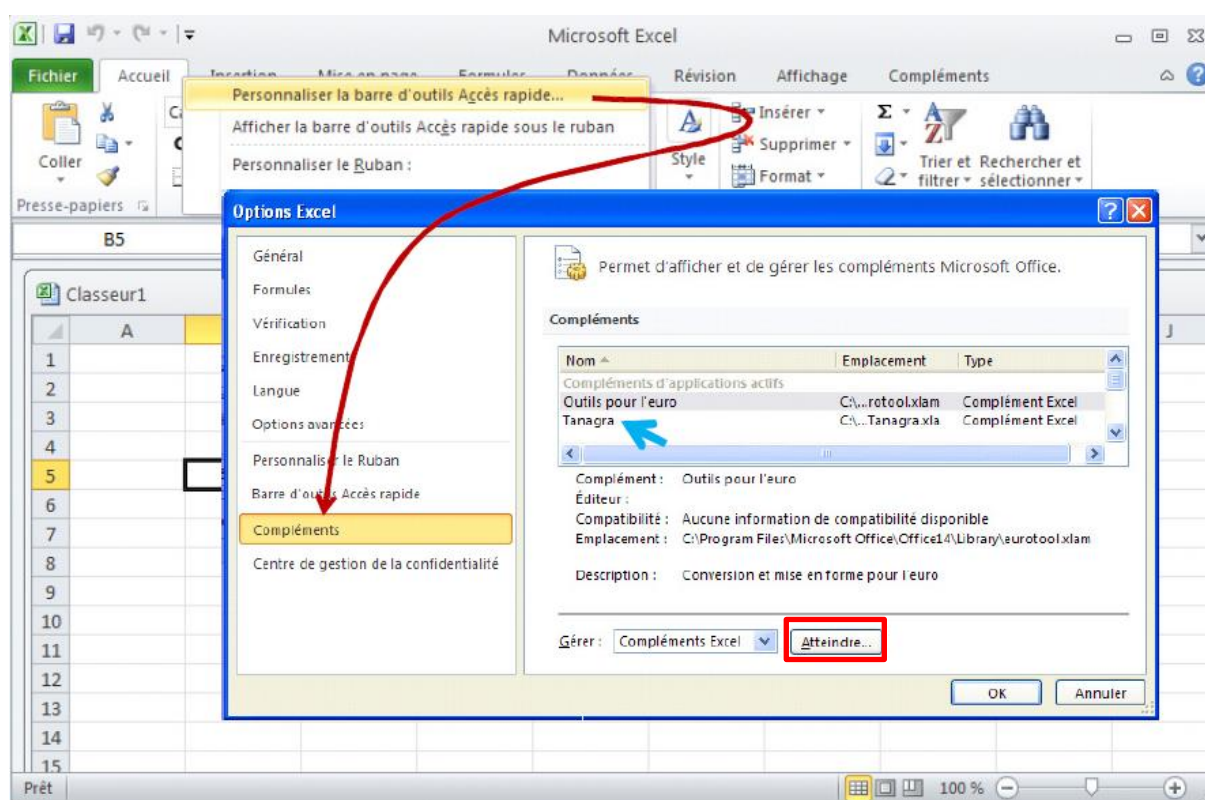 Microsoft Excel
Fichier Accueil Insertion Mise en page Formules Données Révision Affichage Compléments
Personnaliser la barre d'outils Accès rapide...
Afficher la barre d'outils Accès rapide sous le ruban
Personnaliser le Ruban :
Coller
Presse-papiers
Style
Insérer
Supprimer
Format
Σ
Trier et filtrer
Rechercher et sélectionner
B5
Classeur1
A J
1
2
3
4
5
6
7
8
9
10
11
12
13
14
15
Options Excel
Général
Formules
Vérification
Enregistrement
Langue
Options avancées
Personnaliser le Ruban
Barre d'outils Accès rapide
Compléments
Centre de gestion de la confidentialité
Permet d'afficher et de gérer les compléments Microsoft Office.
Compléments
Nom Emplacement Type
Compléments d'applications actifs
Outils pour l'euro C:\...rotool.xlam Complément Excel
Tanagra C:\...Tanagra.xla Complément Excel
Complément : Outils pour l'euro
Éditeur :
Compatibilité : Aucune information de compatibilité disponible
Emplacement : C:\Program Files\Microsoft Office\Office14\Library\eurotool.xlam
Description : Conversion et mise en forme pour l'euro
Gérer : Compléments Excel Atteindre...
OK Annuler
Prêt 100 %